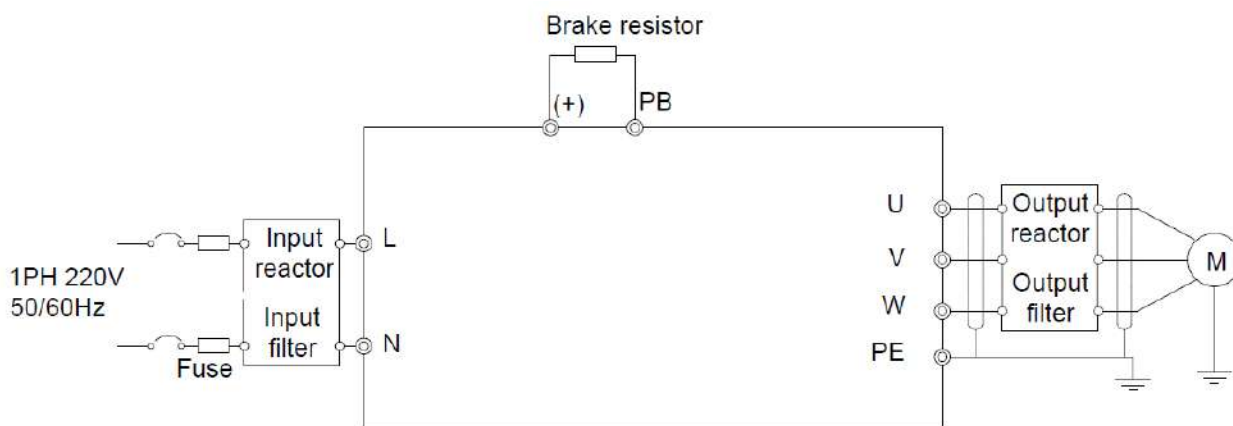 Brake resistor
(+)
PB
1PH 220V
50/60Hz
Input
reactor
Input
filter
Fuse
L
N
U
V
W
PE
Output
reactor
Output
filter
M